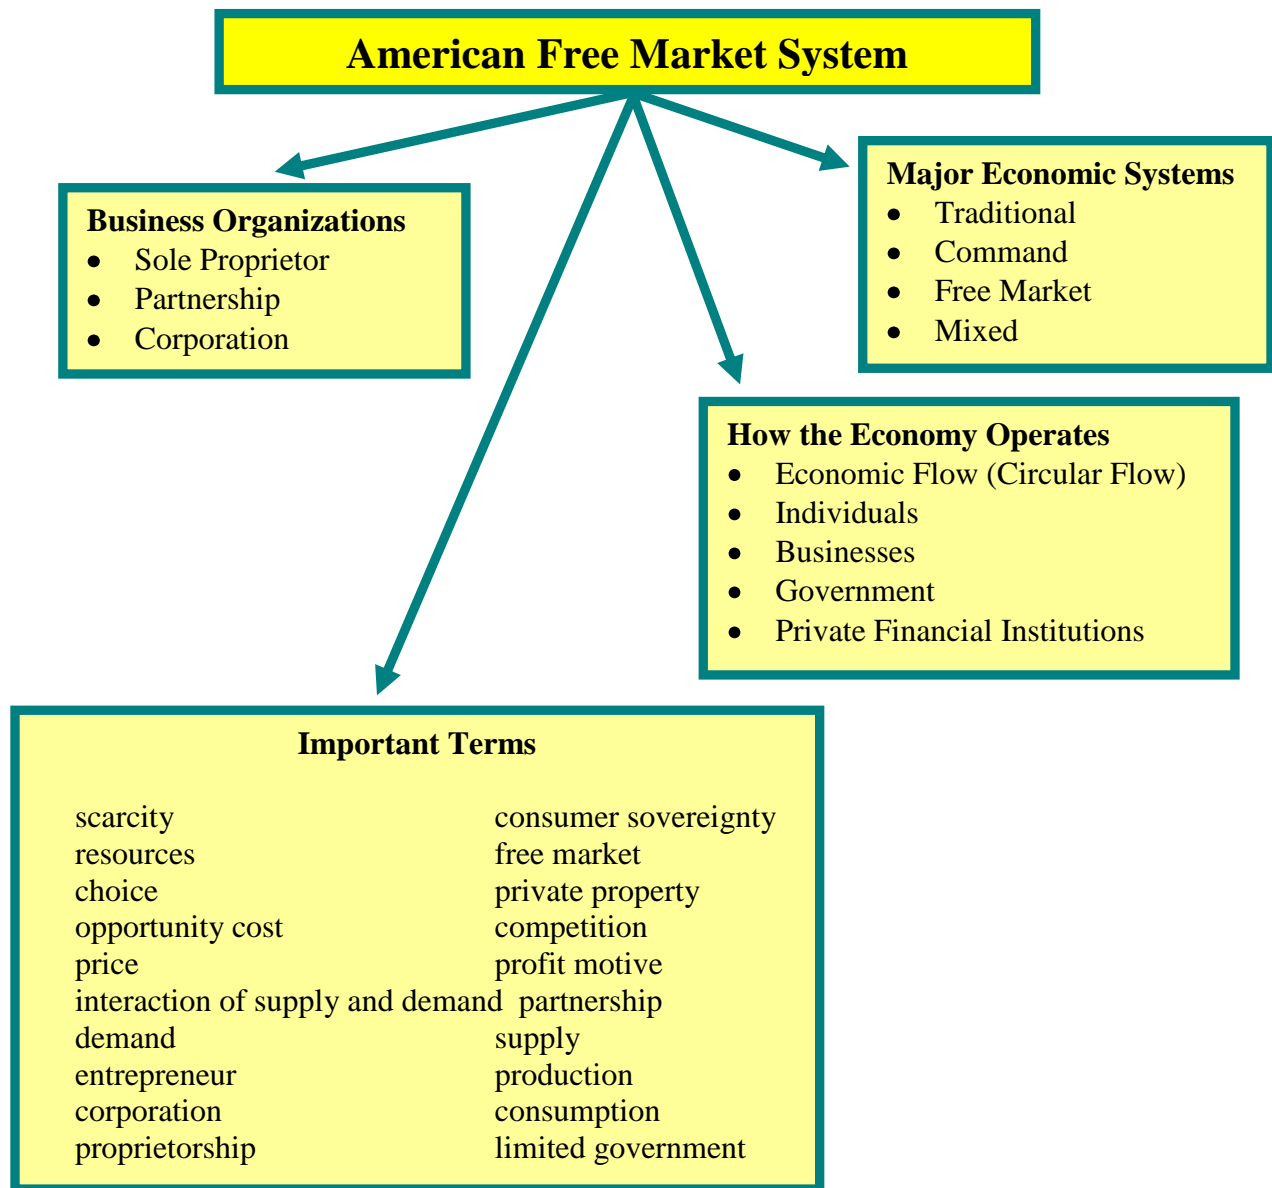 American Free Market System
Business Organizations
• Sole Proprietor
• Partnership
• Corporation
Major Economic Systems
• Traditional
• Command
• Free Market
• Mixed
How the Economy Operates
• Economic Flow (Circular Flow)
• Individuals
• Businesses
• Government
• Private Financial Institutions
Important Terms
scarcity consumer sovereignty
resources free market
choice private property
opportunity cost competition
price profit motive
interaction of supply and demand partnership
demand supply
entrepreneur production
corporation consumption
proprietorship limited government